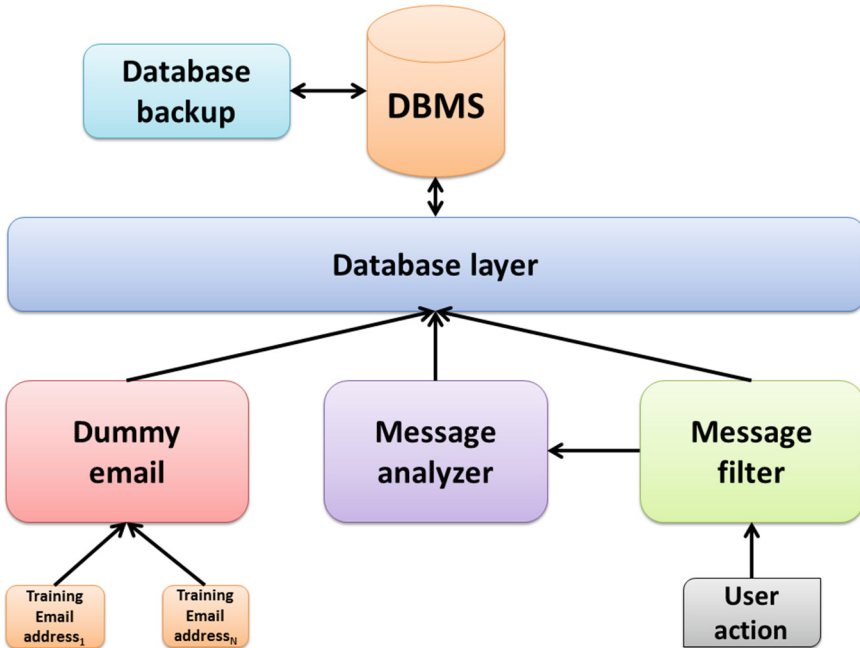 Database
backup
DBMS
Database layer
Dummy
email
Message
analyzer
Message
filter
Training
Email
address₁
Training
Email
addressN
User
action